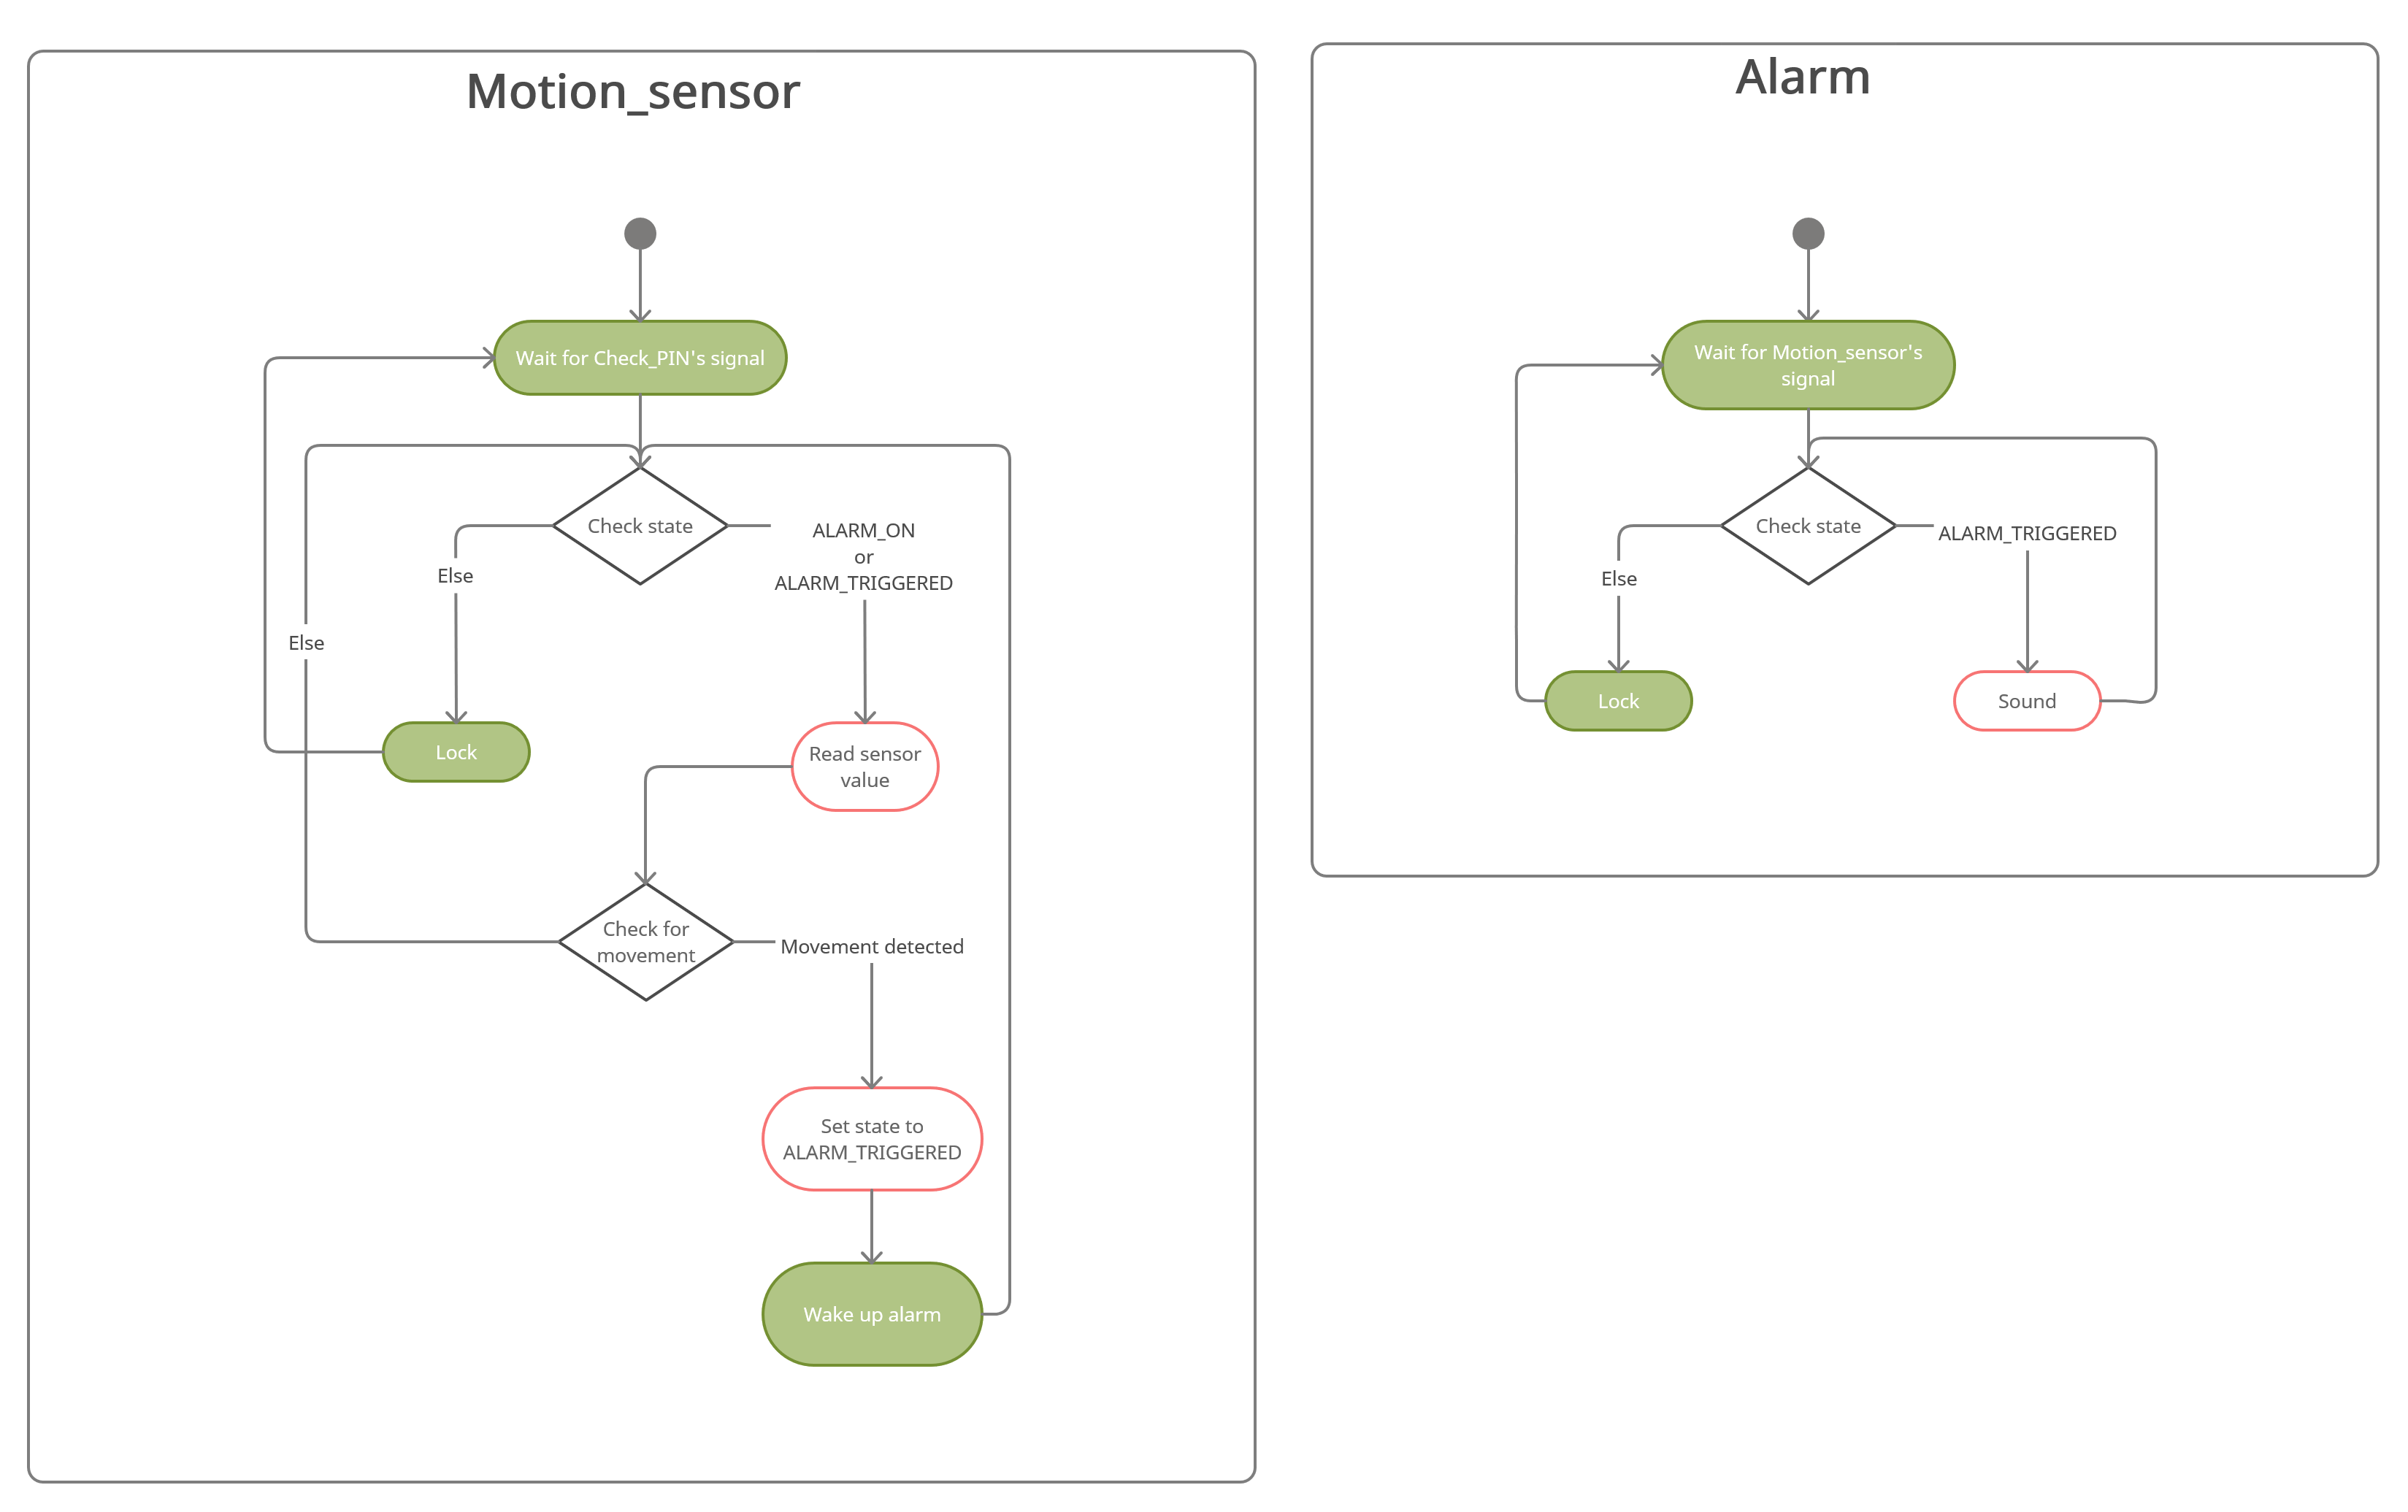 Motion_sensor
Wait for Check_PIN's signal
Check state
ALARM_ON
or
ALARM_TRIGGERED
Else
Else
Lock
Read sensor
value
Check for
movement
Movement detected
Set state to
ALARM_TRIGGERED
Wake up alarm
Alarm
Wait for Motion_sensor's
signal
Check state
ALARM_TRIGGERED
Else
Lock
Sound